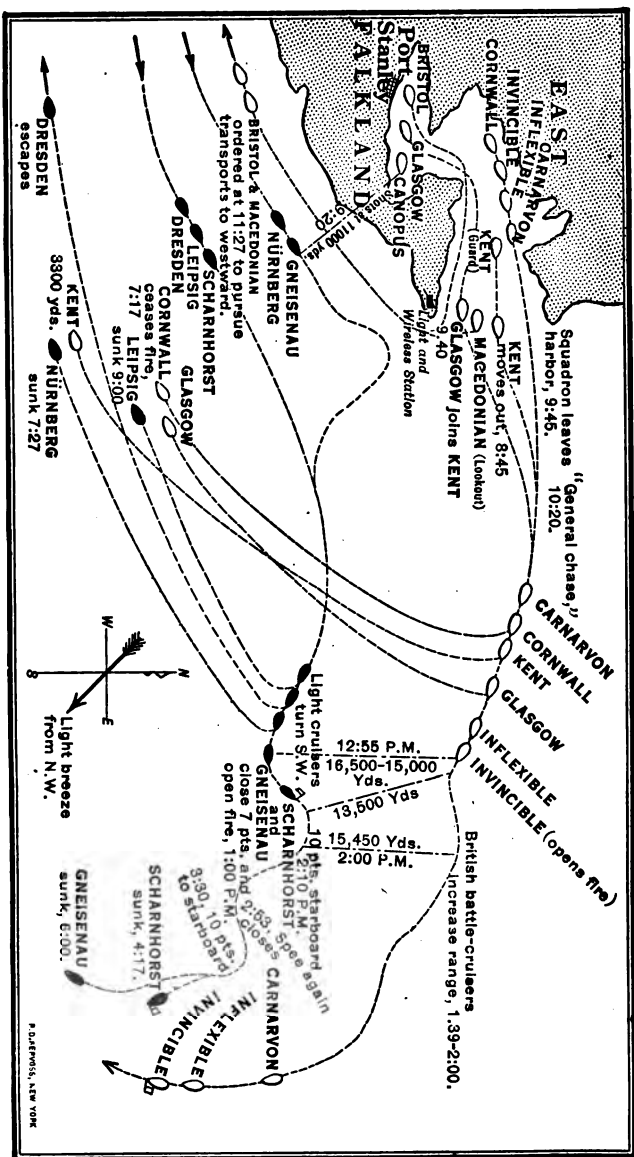 EAST
FALKLAND
Port
Stanley
CARNARVON
INFLEXIBLE
INVINCIBLE
CORNWALL
BRISTOL
GLASGOW
CANOPUS
KENT
(Guard)
KENT
moves out, 8:45
MACEDONIAN (Lookout)
GLASGOW joins KENT
9.40
Light and
Wireless Station
Squadron leaves
harbor, 9:45.
"General chase,"
10:20.
9:20
Shots at 11000 yds
BRISTOL & MACEDONIAN
ordered at 11:27 to pursue
transports to westward.
GNEISENAU
NÜRNBERG
SCHARNHORST
LEIPSIG
DRESDEN
GLASGOW
CORNWALL
ceases fire,
7:17
LEIPSIG
sunk 9:00
KENT
3300 yds.
NÜRNBERG
sunk 7:27
DRESDEN
escapes
CARNARVON
CORNWALL
KENT
GLASGOW
INFLEXIBLE
INVINCIBLE (opens fire)
12:55 P.M.
16,500-15,000
Yds.
13,500 Yds
15,450 Yds.
2:00 P.M.
British battle-cruisers
increase range, 1.39-2:00.
Light cruisers
turn S.W.
GNEISENAU
and
SCHARNHORST
close 7 pts. and
open fire, 1:00 P.M.
10 pts. starboard
2:10 P.M.
2:53, Spee again
closes
3:30, 10 pts.
to starboard
SCHARNHORST
sunk, 4:17.
GNEISENAU
sunk, 6:00.
CARNARVON
INFLEXIBLE
INVINCIBLE
N
W
E
S
Light breeze
from N.W.
NEW YORK